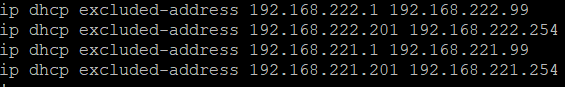 ip dhcp excluded-address 192.168.222.1 192.168.222.99
ip dhcp excluded-address 192.168.222.201 192.168.222.254
ip dhcp excluded-address 192.168.221.1 192.168.221.99
ip dhcp excluded-address 192.168.221.201 192.168.221.254